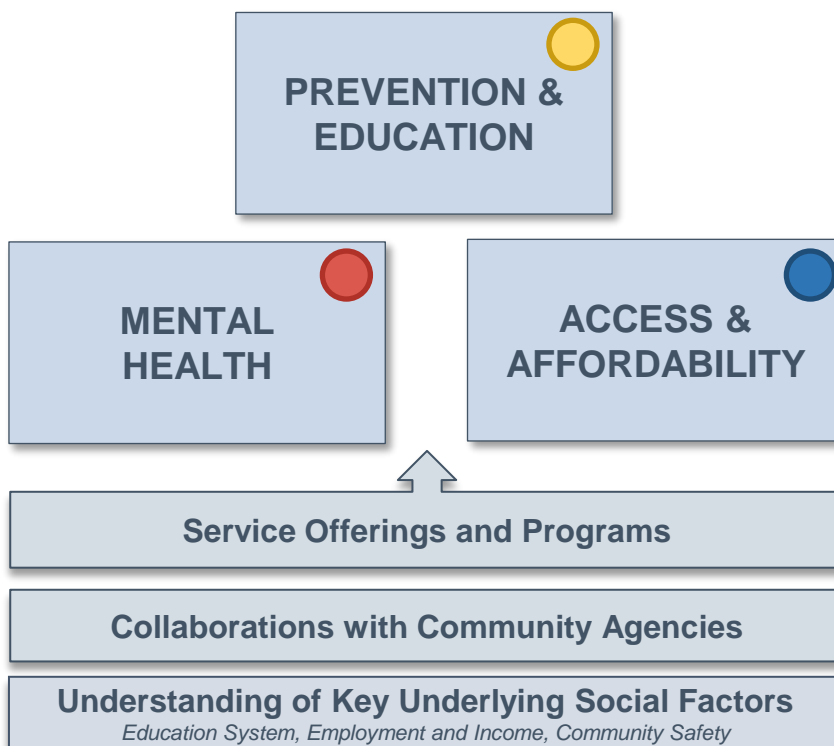 PREVENTION &
EDUCATION
MENTAL
HEALTH
ACCESS &
AFFORDABILITY
Service Offerings and Programs
Collaborations with Community Agencies
Understanding of Key Underlying Social Factors
Education System, Employment and Income, Community Safety